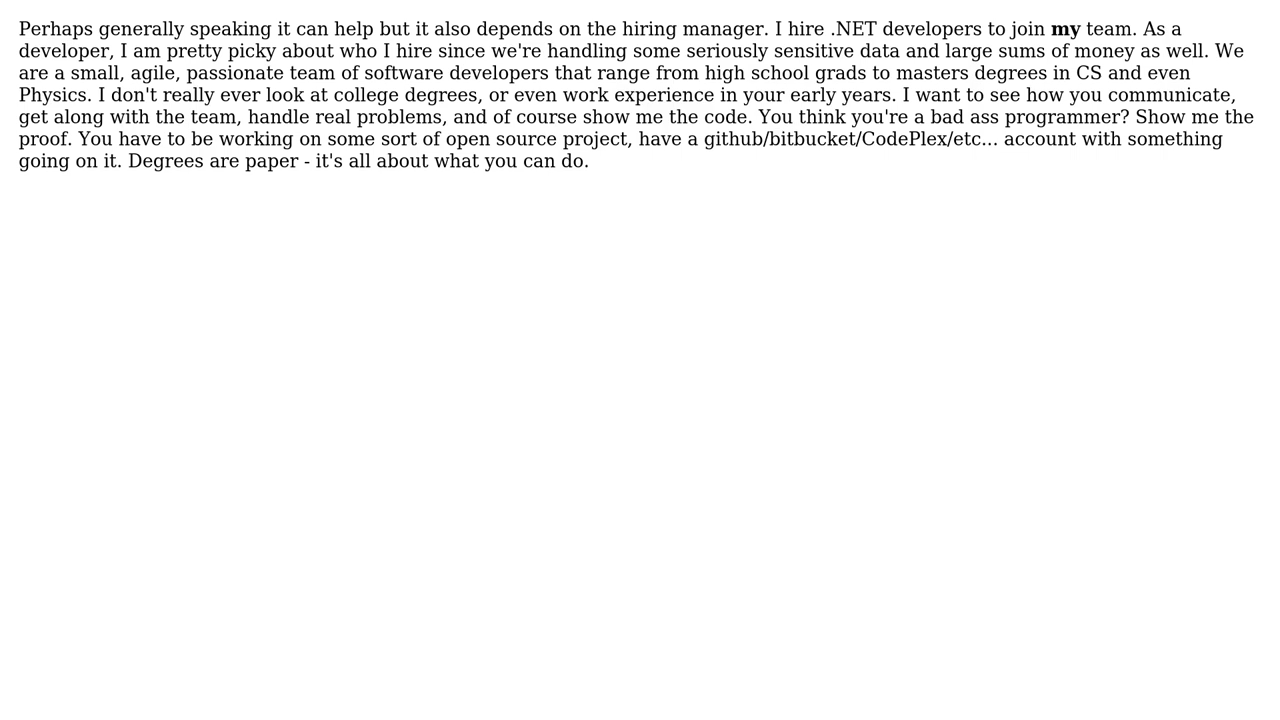 Perhaps generally speaking it can help but it also depends on the hiring manager. I hire .NET developers to join my team. As a
developer, I am pretty picky about who I hire since we're handling some seriously sensitive data and large sums of money as well. We
are a small, agile, passionate team of software developers that range from high school grads to masters degrees in CS and even
Physics. I don't really ever look at college degrees, or even work experience in your early years. I want to see how you communicate,
get along with the team, handle real problems, and of course show me the code. You think you're a bad ass programmer? Show me the
proof. You have to be working on some sort of open source project, have a github/bitbucket/CodePlex/etc... account with something
going on it. Degrees are paper - it's all about what you can do.